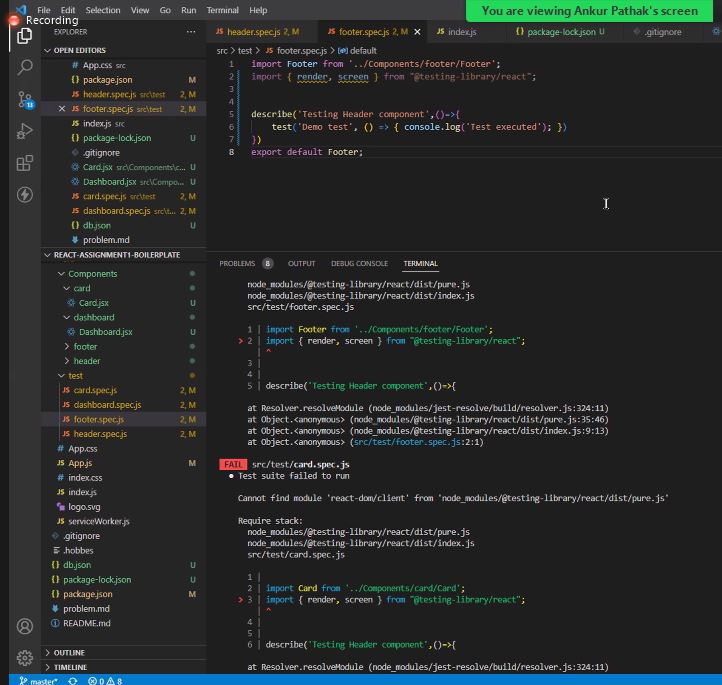 You are viewing Ankur Pathak's screen
File Edit Selection View Go Run Terminal Help
Recording
EXPLORER
OPEN EDITORS
# App.css src
{} package.json M
JS header.spec.js src\test 2, M
JS footer.spec.js src\test 2, M
JS index.js src
{} package-lock.json U
.gitignore
Card.jsx src\Components\c... U
Dashboard.jsx src\Compo... U
JS card.spec.js src\test 2, M
JS dashboard.spec.js src\t... 2, M
{} db.json U
problem.md
REACT-ASSIGNMENT1-BOILERPLATE
Components
card
Card.jsx U
dashboard
Dashboard.jsx U
footer
header
test
JS card.spec.js 2, M
JS dashboard.spec.js 2, M
JS footer.spec.js 2, M
JS header.spec.js 2, M
# App.css
JS App.js M
# index.css
JS index.js
logo.svg
JS serviceWorker.js
.gitignore
.hobbes
{} db.json U
{} package-lock.json U
{} package.json M
problem.md
README.md
OUTLINE
TIMELINE
master* 0 8
JS header.spec.js 2, M JS footer.spec.js 2, M JS index.js {} package-lock.json U .gitignore
src > test > JS footer.spec.js > default
1 import Footer from '../Components/footer/Footer';
2 import { render, screen } from "@testing-library/react";
3
4
5 describe('Testing Header component',()=>{
6 test('Demo test', () => { console.log('Test executed'); })
7 })
8 export default Footer;
PROBLEMS 8 OUTPUT DEBUG CONSOLE TERMINAL
node_modules/@testing-library/react/dist/pure.js
node_modules/@testing-library/react/dist/index.js
src/test/footer.spec.js
1 | import Footer from '../Components/footer/Footer';
> 2 | import { render, screen } from "@testing-library/react";
| ^
3 |
4 |
5 | describe('Testing Header component',()=>{
at Resolver.resolveModule (node_modules/jest-resolve/build/resolver.js:324:11)
at Object.<anonymous> (node_modules/@testing-library/react/dist/pure.js:35:46)
at Object.<anonymous> (node_modules/@testing-library/react/dist/index.js:9:13)
at Object.<anonymous> (src/test/footer.spec.js:2:1)
FAIL src/test/card.spec.js
● Test suite failed to run
Cannot find module 'react-dom/client' from 'node_modules/@testing-library/react/dist/pure.js'
Require stack:
node_modules/@testing-library/react/dist/pure.js
node_modules/@testing-library/react/dist/index.js
src/test/card.spec.js
1 |
2 | import Card from '../Components/card/Card';
> 3 | import { render, screen } from "@testing-library/react";
| ^
4 |
5 |
6 | describe('Testing Header component',()=>{
at Resolver.resolveModule (node_modules/jest-resolve/build/resolver.js:324:11)